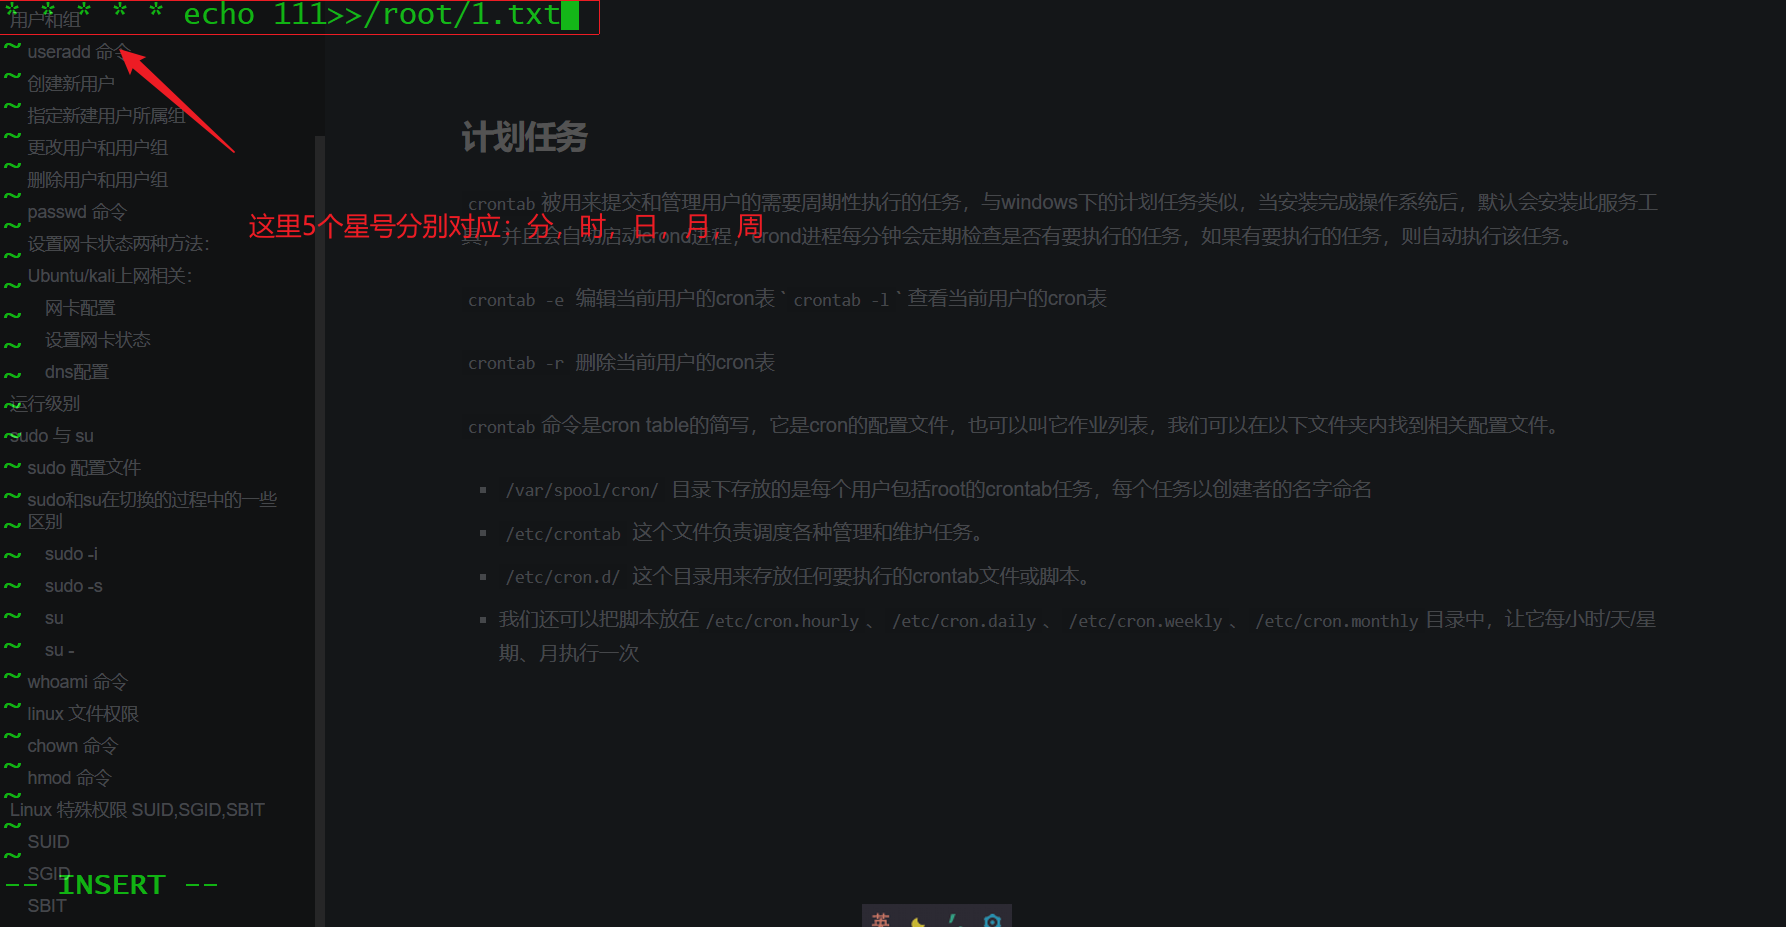 * * * * * echo 111>>/root/1.txt
用户和组
~ useradd 命令
~ 创建新用户
~ 指定新建用户所属组
~ 更改用户和用户组
~ 删除用户和用户组
~ passwd 命令
~ 设置网卡状态两种方法：
~ Ubuntu/kali上网相关：
~ 网卡配置
~ 设置网卡状态
~ dns配置
~ 运行级别
~ sudo 与 su
~ sudo 配置文件
~ sudo和su在切换的过程中的一些
~ 区别
~ sudo -i
~ sudo -s
~ su
~ su -
~ whoami 命令
~ linux 文件权限
~ chown 命令
~ hmod 命令
~ Linux 特殊权限 SUID,SGID,SBIT
~ SUID
~ SGID
-- INSERT --
SBIT
这里5个星号分别对应：分，时，日，月，周
计划任务
crontab 被用来提交和管理用户的需要周期性执行的任务，与windows下的计划任务类似，当安装完成操作系统后，默认会安装此服务工
具，并且会自动启动crond进程，crond进程每分钟会定期检查是否有要执行的任务，如果有要执行的任务，则自动执行该任务。
crontab -e 编辑当前用户的cron表 ` crontab -l ` 查看当前用户的cron表
crontab -r 删除当前用户的cron表
crontab 命令是cron table的简写，它是cron的配置文件，也可以叫它作业列表，我们可以在以下文件夹内找到相关配置文件。
▪ /var/spool/cron/ 目录下存放的是每个用户包括root的crontab任务，每个任务以创建者的名字命名
▪ /etc/crontab 这个文件负责调度各种管理和维护任务。
▪ /etc/cron.d/ 这个目录用来存放任何要执行的crontab文件或脚本。
▪ 我们还可以把脚本放在 /etc/cron.hourly 、 /etc/cron.daily 、 /etc/cron.weekly 、 /etc/cron.monthly 目录中，让它每小时/天/星
期、月执行一次
英